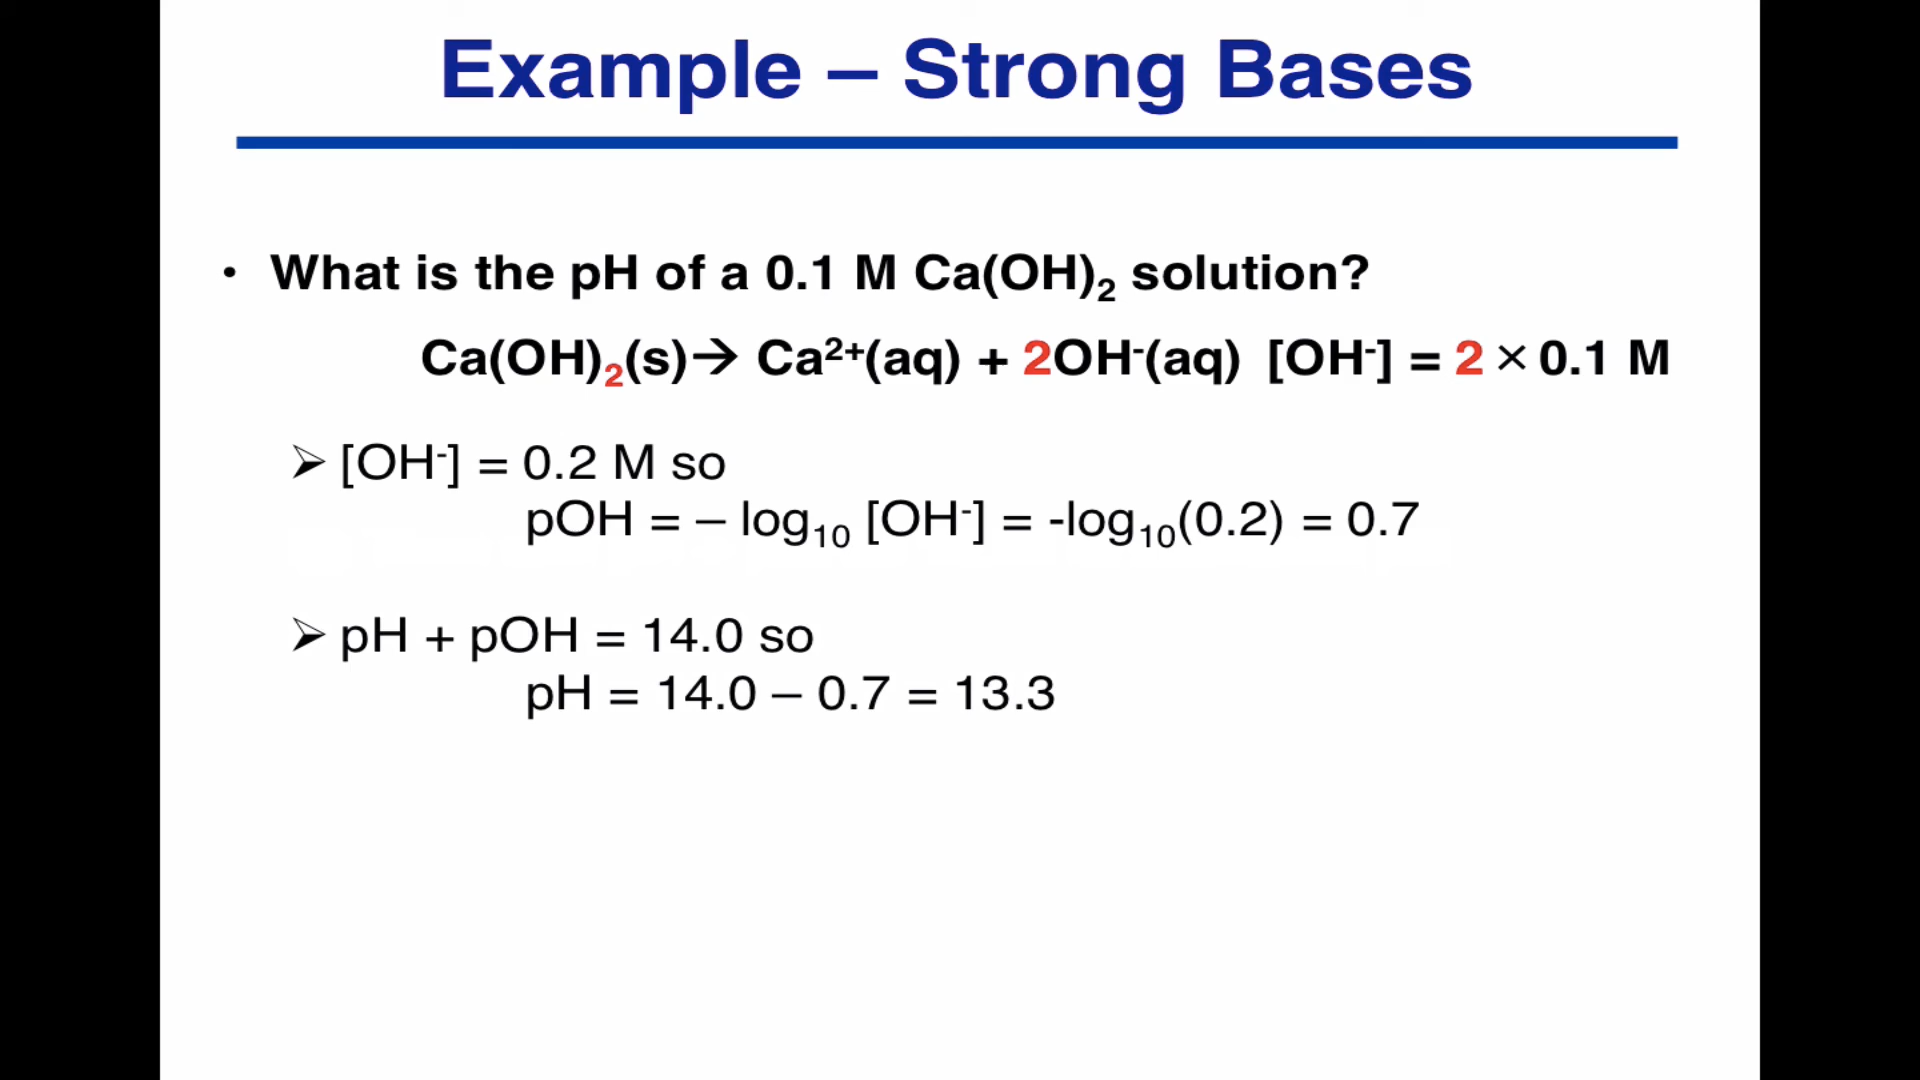 Example – Strong Bases
• What is the pH of a 0.1 M Ca(OH)₂ solution?
Ca(OH)₂(s)→ Ca²⁺(aq) + 2OH⁻(aq) [OH⁻] = 2 × 0.1 M
➢ [OH⁻] = 0.2 M so
pOH = – log₁₀ [OH⁻] = -log₁₀(0.2) = 0.7
➢ pH + pOH = 14.0 so
pH = 14.0 – 0.7 = 13.3